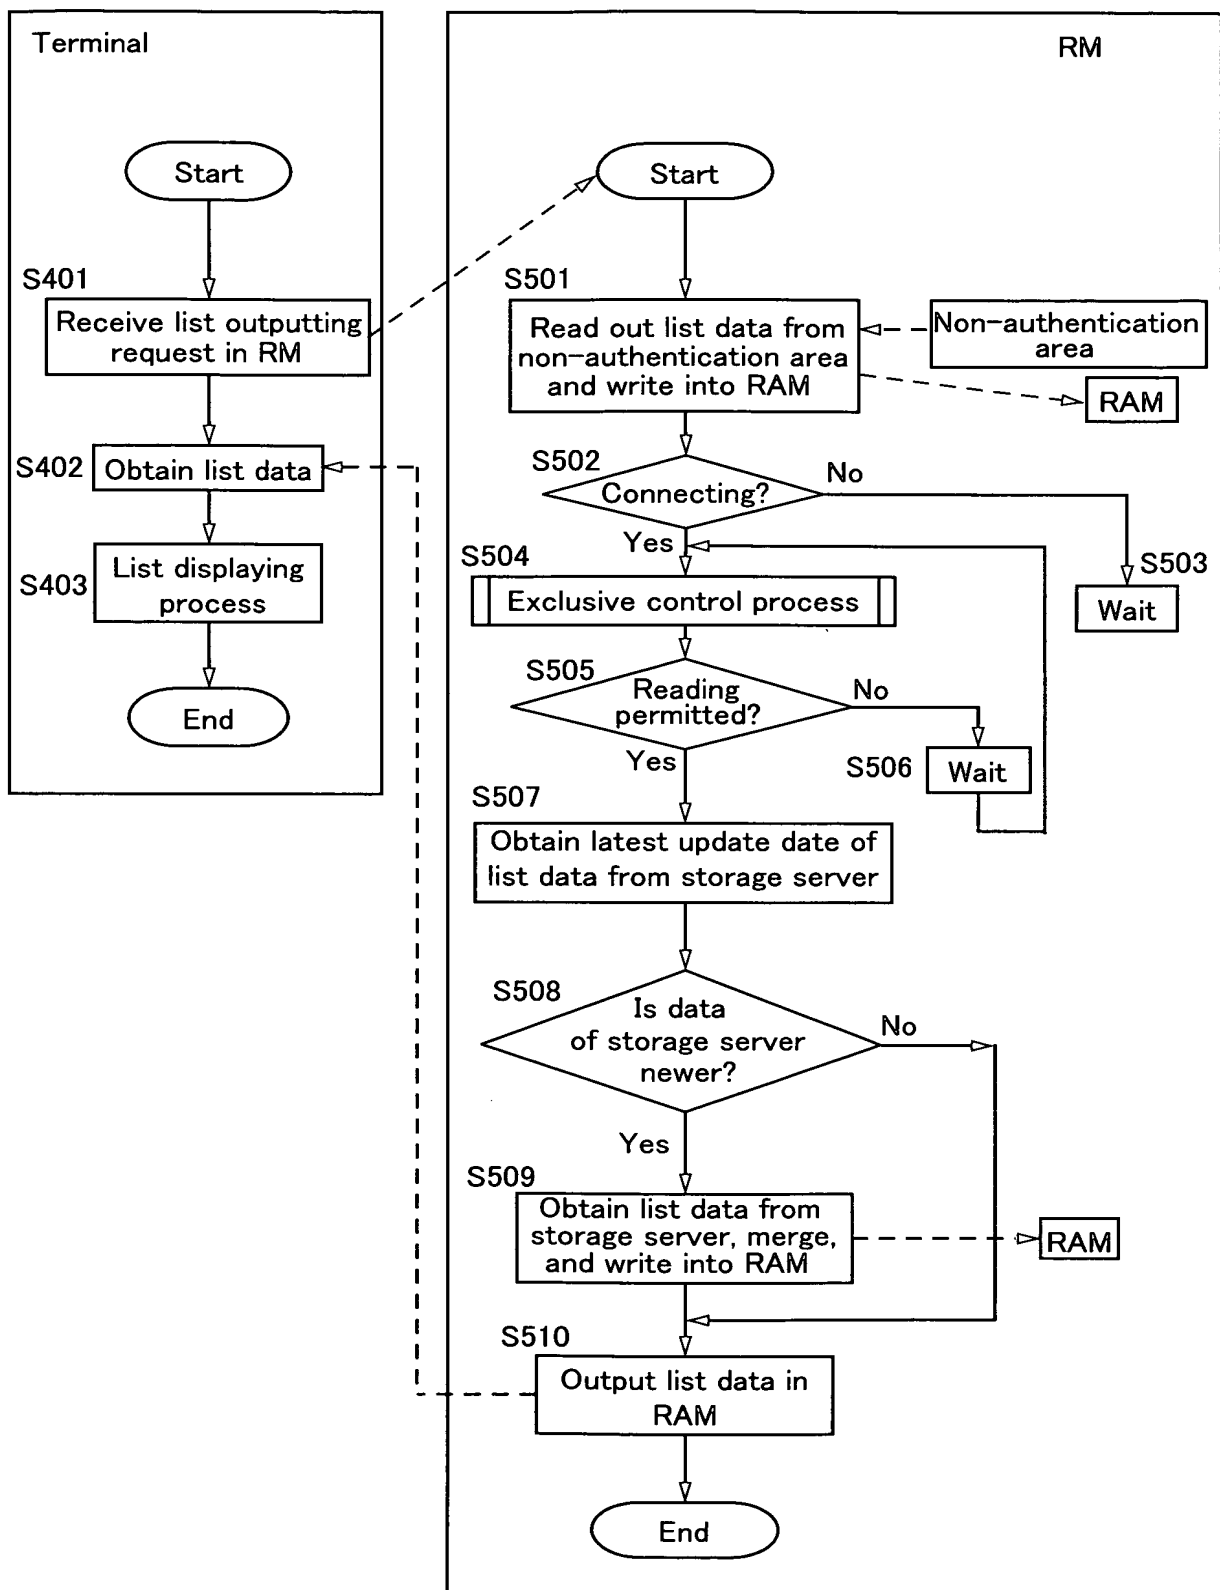 Terminal
Start
S401
Receive list outputting
request in RM
S402
Obtain list data
S403
List displaying
process
End
RM
Start
S501
Read out list data from
non-authentication area
and write into RAM
Non-authentication
area
RAM
S502
Connecting?
No
Yes
S503
Wait
S504
Exclusive control process
S505
Reading
permitted?
No
Yes
S506
Wait
S507
Obtain latest update date of
list data from storage server
S508
Is data
of storage server
newer?
No
Yes
S509
Obtain list data from
storage server, merge,
and write into RAM
RAM
S510
Output list data in
RAM
End